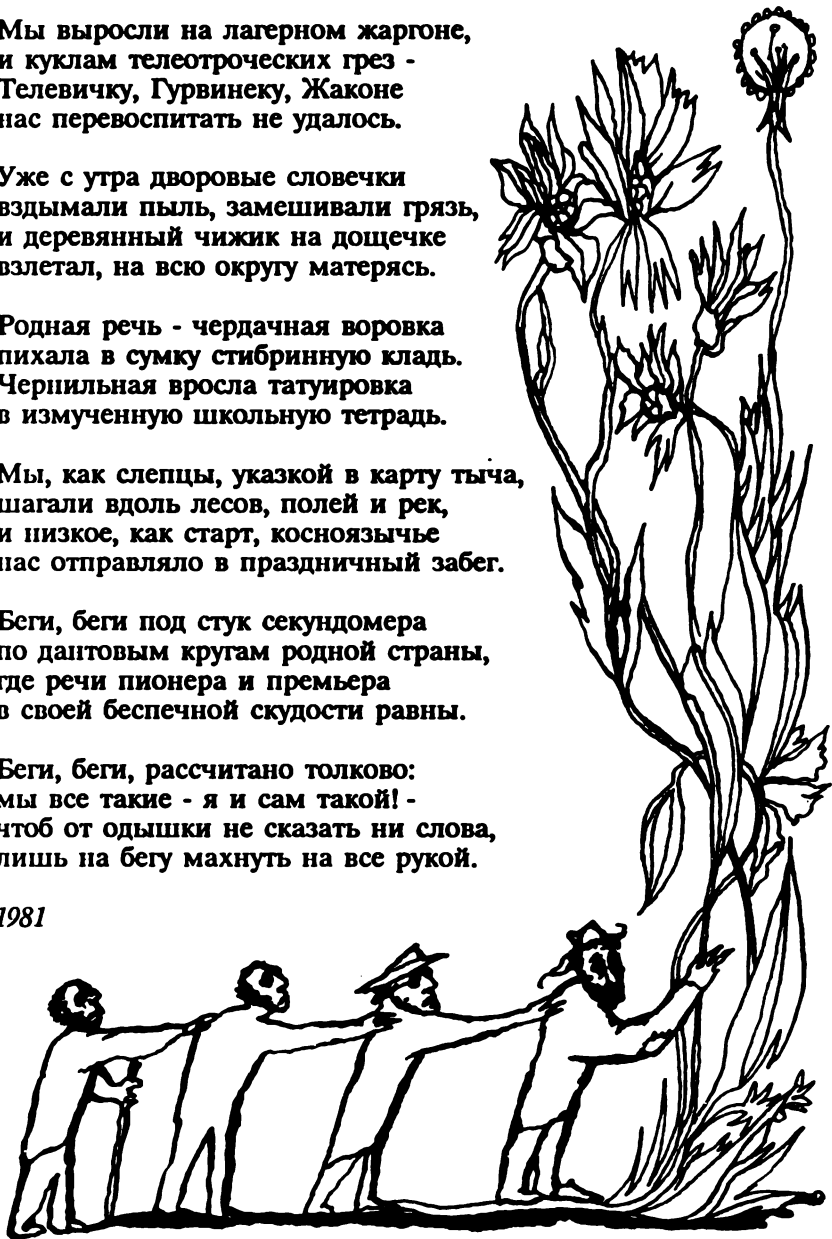 Мы выросли на лагерном жаргоне,
и куклам телеотроческих грез -
Телевичку, Гурвинеку, Жаконе
нас перевоспитать не удалось.

Уже с утра дворовые словечки
вздымали пыль, замешивали грязь,
и деревянный чижик на дощечке
взлетал, на всю округу матерясь.

Родная речь - чердачная воровка
пихала в сумку стибринную кладь.
Чернильная вросла татуировка
в измученную школьную тетрадь.

Мы, как слепцы, указкой в карту тыча,
шагали вдоль лесов, полей и рек,
и низкое, как старт, косноязычье
нас отправляло в праздничный забег.

Беги, беги под стук секундомера
по дантовым кругам родной страны,
где речи пионера и премьера
в своей беспечной скудости равны.

Беги, беги, рассчитано толково:
мы все такие - я и сам такой! -
чтоб от одышки не сказать ни слова,
лишь на бегу махнуть на все рукой.

1981